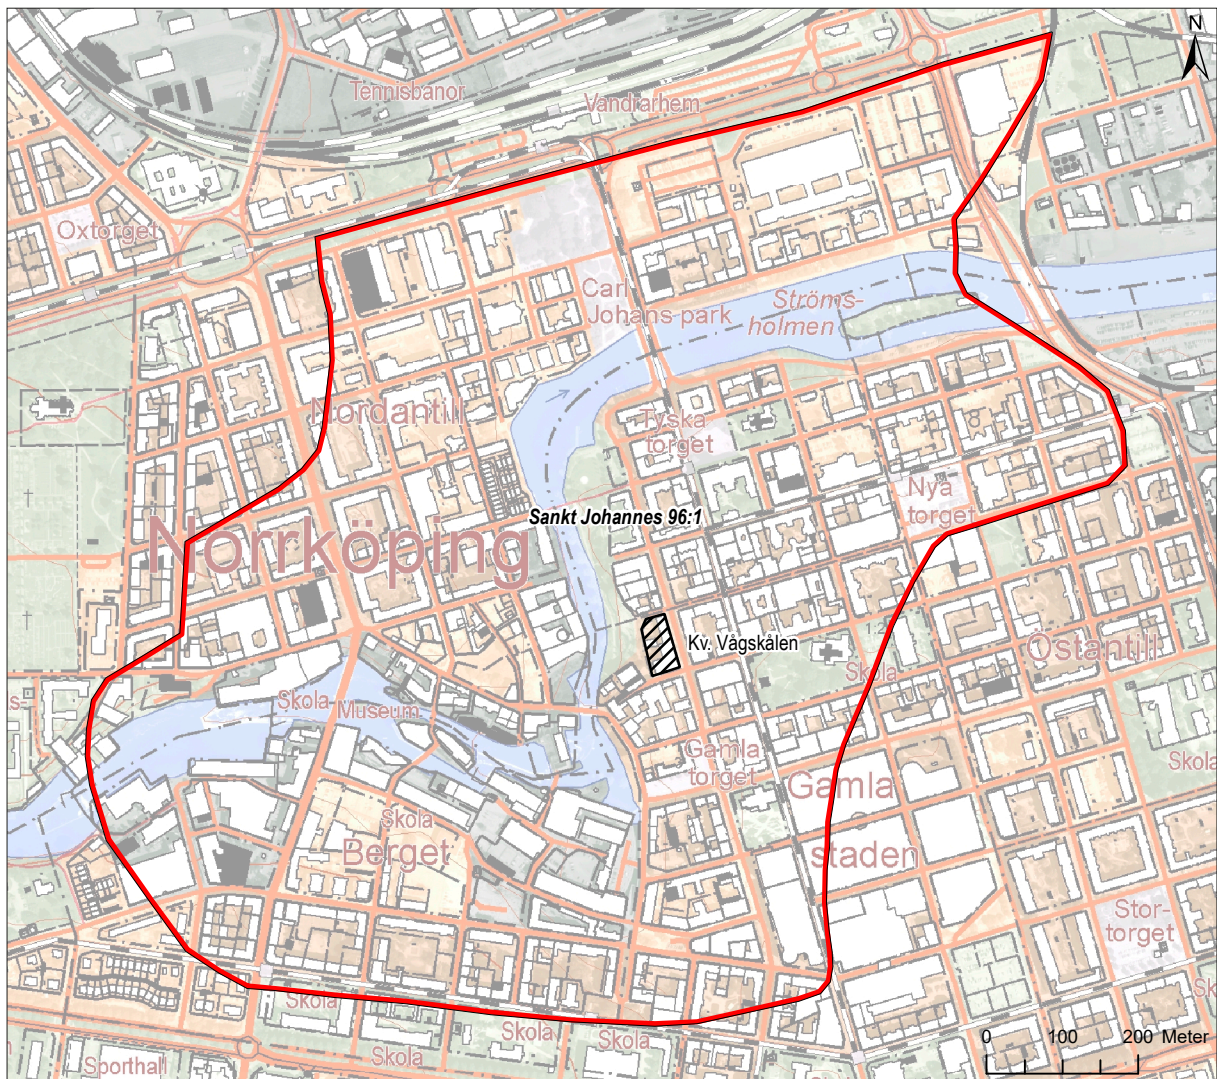 N
Tennisbanor
Vandrarhem
Oxtorget
Carl
Johans park
Ströms-
holmen
Nordantill
Tyska
torget
Nya
torget
Sankt Johannes 96:1
Norrköping
Kv. Vågskålen
Östantill
Skola
Skola
Museum
Gamla
torget
Skola
Gamla
staden
Skola
Berget
Stor-
torget
Skola
Skola
Skola
Skola
Sporthall
0 100 200 Meter